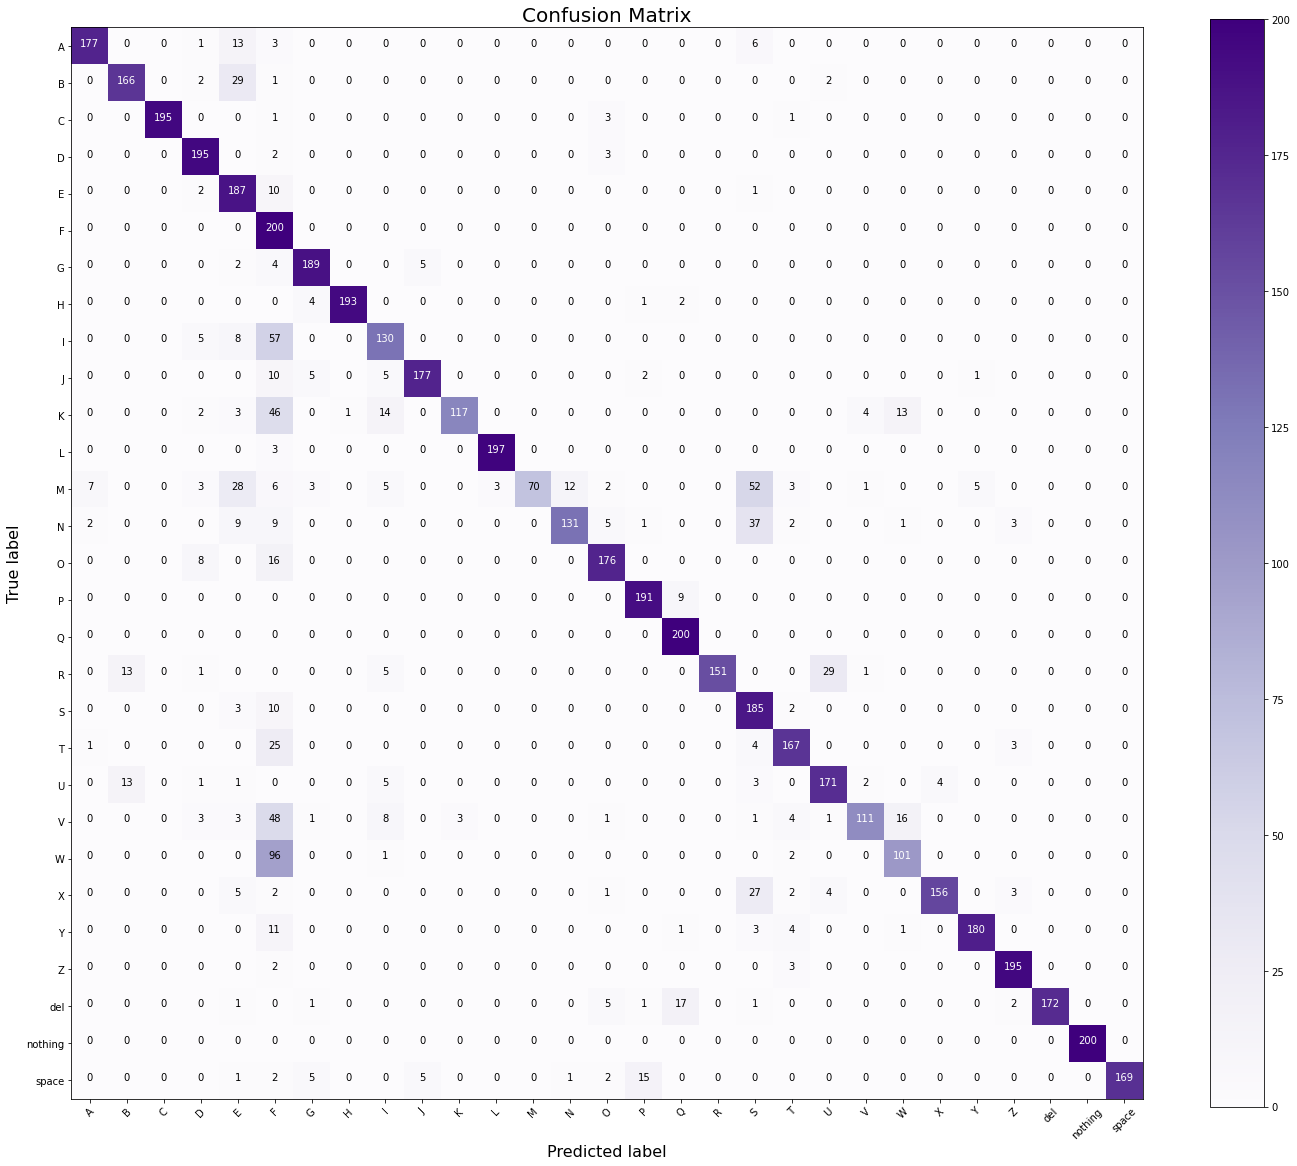 Confusion Matrix
A 177 0 0 1 13 3 0 0 0 0 0 0 0 0 0 0 0 0 6 0 0 0 0 0 0 0 0 0 0
B 0 166 0 2 29 1 0 0 0 0 0 0 0 0 0 0 0 0 0 0 2 0 0 0 0 0 0 0 0
C 0 0 195 0 0 1 0 0 0 0 0 0 0 0 3 0 0 0 0 1 0 0 0 0 0 0 0 0 0
D 0 0 0 195 0 2 0 0 0 0 0 0 0 0 3 0 0 0 0 0 0 0 0 0 0 0 0 0 0
E 0 0 0 2 187 10 0 0 0 0 0 0 0 0 0 0 0 0 1 0 0 0 0 0 0 0 0 0 0
F 0 0 0 0 0 200 0 0 0 0 0 0 0 0 0 0 0 0 0 0 0 0 0 0 0 0 0 0 0
G 0 0 0 0 2 4 189 0 0 5 0 0 0 0 0 0 0 0 0 0 0 0 0 0 0 0 0 0 0
H 0 0 0 0 0 0 4 193 0 0 0 0 0 0 0 1 2 0 0 0 0 0 0 0 0 0 0 0 0
I 0 0 0 5 8 57 0 0 130 0 0 0 0 0 0 0 0 0 0 0 0 0 0 0 0 0 0 0 0
J 0 0 0 0 0 10 5 0 5 177 0 0 0 0 0 2 0 0 0 0 0 0 0 0 1 0 0 0 0
K 0 0 0 2 3 46 0 1 14 0 117 0 0 0 0 0 0 0 0 0 0 4 13 0 0 0 0 0 0
L 0 0 0 0 0 3 0 0 0 0 0 197 0 0 0 0 0 0 0 0 0 0 0 0 0 0 0 0 0
M 7 0 0 3 28 6 3 0 5 0 0 3 70 12 2 0 0 0 52 3 0 1 0 0 5 0 0 0 0
N 2 0 0 0 9 9 0 0 0 0 0 0 0 131 5 1 0 0 37 2 0 0 1 0 0 3 0 0 0
O 0 0 0 8 0 16 0 0 0 0 0 0 0 0 176 0 0 0 0 0 0 0 0 0 0 0 0 0 0
P 0 0 0 0 0 0 0 0 0 0 0 0 0 0 0 191 9 0 0 0 0 0 0 0 0 0 0 0 0
Q 0 0 0 0 0 0 0 0 0 0 0 0 0 0 0 0 200 0 0 0 0 0 0 0 0 0 0 0 0
R 0 13 0 1 0 0 0 0 5 0 0 0 0 0 0 0 0 151 0 0 29 1 0 0 0 0 0 0 0
S 0 0 0 0 3 10 0 0 0 0 0 0 0 0 0 0 0 0 185 2 0 0 0 0 0 0 0 0 0
T 1 0 0 0 0 25 0 0 0 0 0 0 0 0 0 0 0 0 4 167 0 0 0 0 0 3 0 0 0
U 0 13 0 1 1 0 0 0 5 0 0 0 0 0 0 0 0 0 3 0 171 2 0 4 0 0 0 0 0
V 0 0 0 3 3 48 1 0 8 0 3 0 0 0 1 0 0 0 1 4 1 111 16 0 0 0 0 0 0
W 0 0 0 0 0 96 0 0 1 0 0 0 0 0 0 0 0 0 0 2 0 0 101 0 0 0 0 0 0
X 0 0 0 0 5 2 0 0 0 0 0 0 0 0 1 0 0 0 27 2 4 0 0 156 0 3 0 0 0
Y 0 0 0 0 0 11 0 0 0 0 0 0 0 0 0 0 1 0 3 4 0 0 1 0 180 0 0 0 0
Z 0 0 0 0 0 2 0 0 0 0 0 0 0 0 0 0 0 0 0 3 0 0 0 0 0 195 0 0 0
del 0 0 0 0 1 0 1 0 0 0 0 0 0 0 5 1 17 0 1 0 0 0 0 0 0 2 172 0 0
nothing 0 0 0 0 0 0 0 0 0 0 0 0 0 0 0 0 0 0 0 0 0 0 0 0 0 0 0 200 0
space 0 0 0 0 1 2 5 0 0 5 0 0 0 1 2 15 0 0 0 0 0 0 0 0 0 0 0 0 169
A B C D E F G H I J K L M N O P Q R S T U V W X Y Z del nothing space
Predicted label
True label
200
175
150
125
100
75
50
25
0